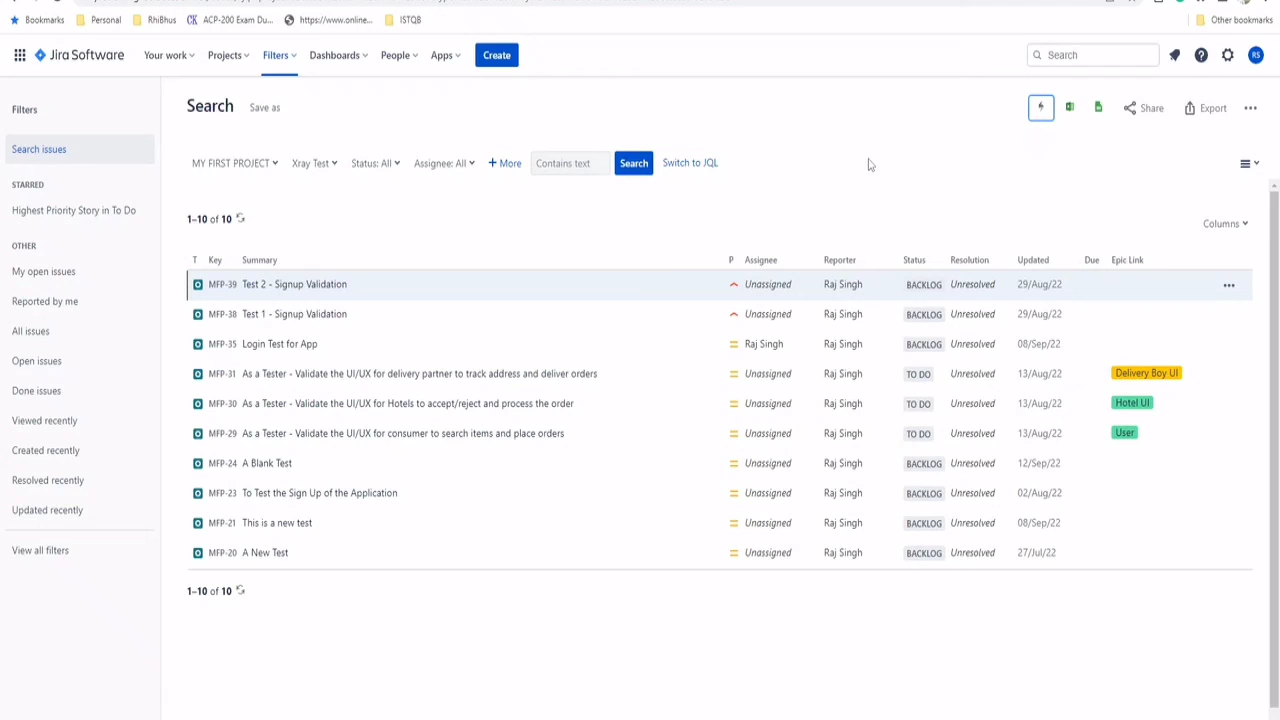 Bookmarks Personal RhiBhus ACP-200 Exam Du... https://www.online... ISTQB Other bookmarks
Jira Software Your work Projects Filters Dashboards People Apps Create Search RS
Filters
Search issues
STARRED
Highest Priority Story in To Do
OTHER
My open issues
Reported by me
All issues
Open issues
Done issues
Viewed recently
Created recently
Resolved recently
Updated recently
View all filters
Search Save as Share Export
MY FIRST PROJECT Xray Test Status: All Assignee: All + More Contains text Search Switch to JQL
1–10 of 10
Columns
T Key Summary P Assignee Reporter Status Resolution Updated Due Epic Link
MFP-39 Test 2 - Signup Validation Unassigned Raj Singh BACKLOG Unresolved 29/Aug/22
MFP-38 Test 1 - Signup Validation Unassigned Raj Singh BACKLOG Unresolved 29/Aug/22
MFP-35 Login Test for App Raj Singh Raj Singh BACKLOG Unresolved 08/Sep/22
MFP-31 As a Tester - Validate the UI/UX for delivery partner to track address and deliver orders Unassigned Raj Singh TO DO Unresolved 13/Aug/22 Delivery Boy UI
MFP-30 As a Tester - Validate the UI/UX for Hotels to accept/reject and process the order Unassigned Raj Singh TO DO Unresolved 13/Aug/22 Hotel UI
MFP-29 As a Tester - Validate the UI/UX for consumer to search items and place orders Unassigned Raj Singh TO DO Unresolved 13/Aug/22 User
MFP-24 A Blank Test Unassigned Raj Singh BACKLOG Unresolved 12/Sep/22
MFP-23 To Test the Sign Up of the Application Unassigned Raj Singh BACKLOG Unresolved 02/Aug/22
MFP-21 This is a new test Unassigned Raj Singh BACKLOG Unresolved 08/Sep/22
MFP-20 A New Test Unassigned Raj Singh BACKLOG Unresolved 27/Jul/22
1–10 of 10